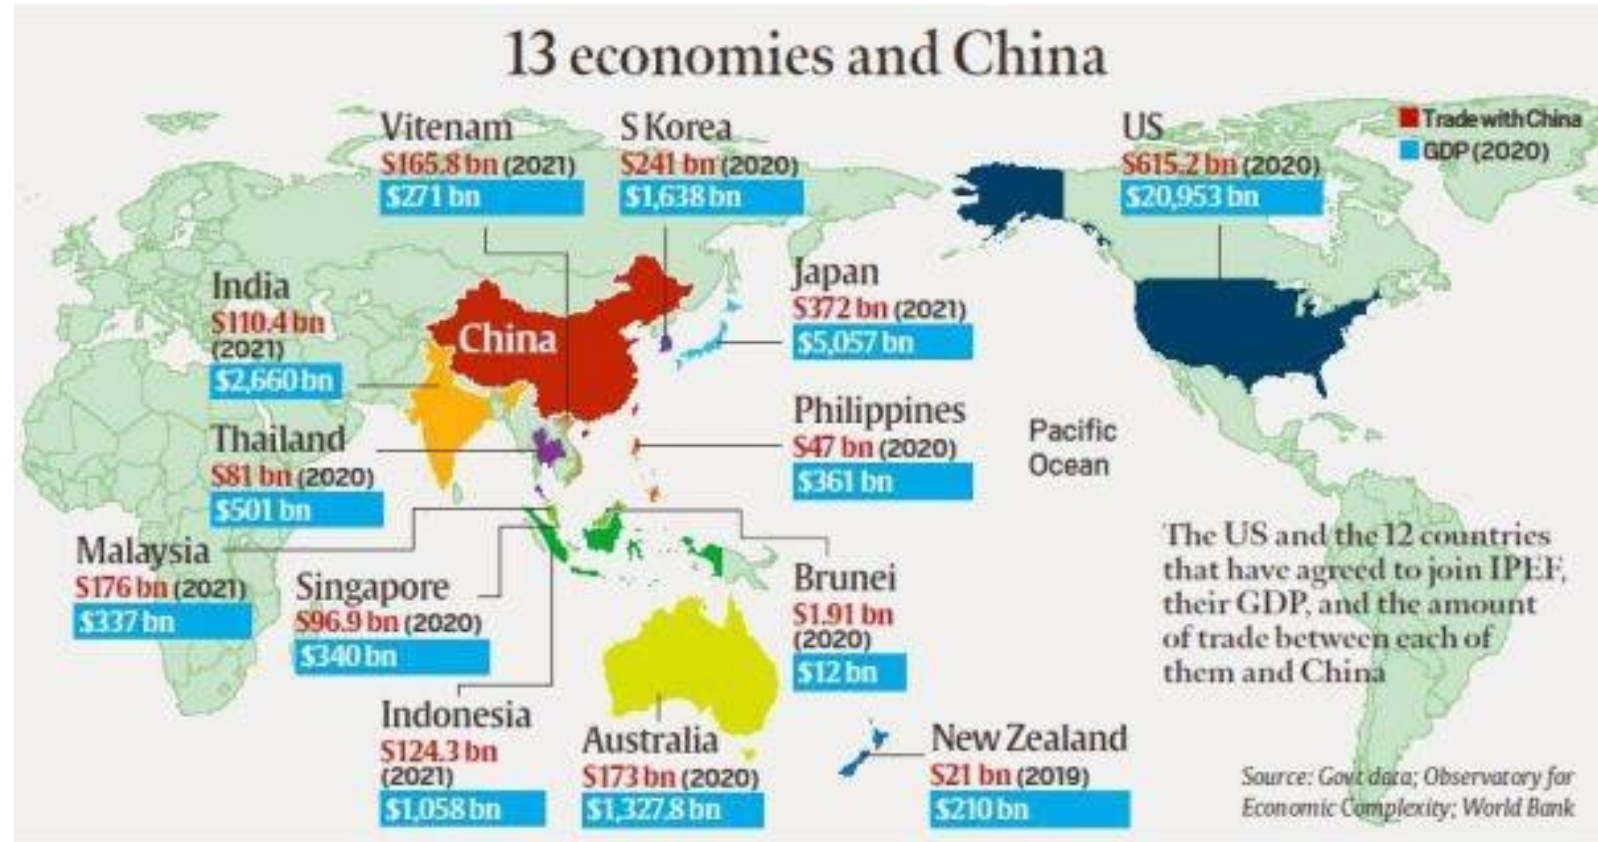 13 economies and China
Vitenam
$165.8 bn (2021)
$271 bn
S Korea
$241 bn (2020)
$1,638 bn
US
$615.2 bn (2020)
$20,953 bn
Trade with China
GDP (2020)
India
$110.4 bn
(2021)
$2,660 bn
China
Japan
$372 bn (2021)
$5,057 bn
Thailand
$81 bn (2020)
$501 bn
Philippines
$47 bn (2020)
$361 bn
Pacific
Ocean
Malaysia
$176 bn (2021)
$337 bn
Singapore
$96.9 bn (2020)
$340 bn
Brunei
$1.91 bn
(2020)
$12 bn
The US and the 12 countries
that have agreed to join IPEF,
their GDP, and the amount
of trade between each of
them and China
Indonesia
$124.3 bn
(2021)
$1,058 bn
Australia
$173 bn (2020)
$1,327.8 bn
New Zealand
$21 bn (2019)
$210 bn
Source: Govt data; Observatory for
Economic Complexity; World Bank